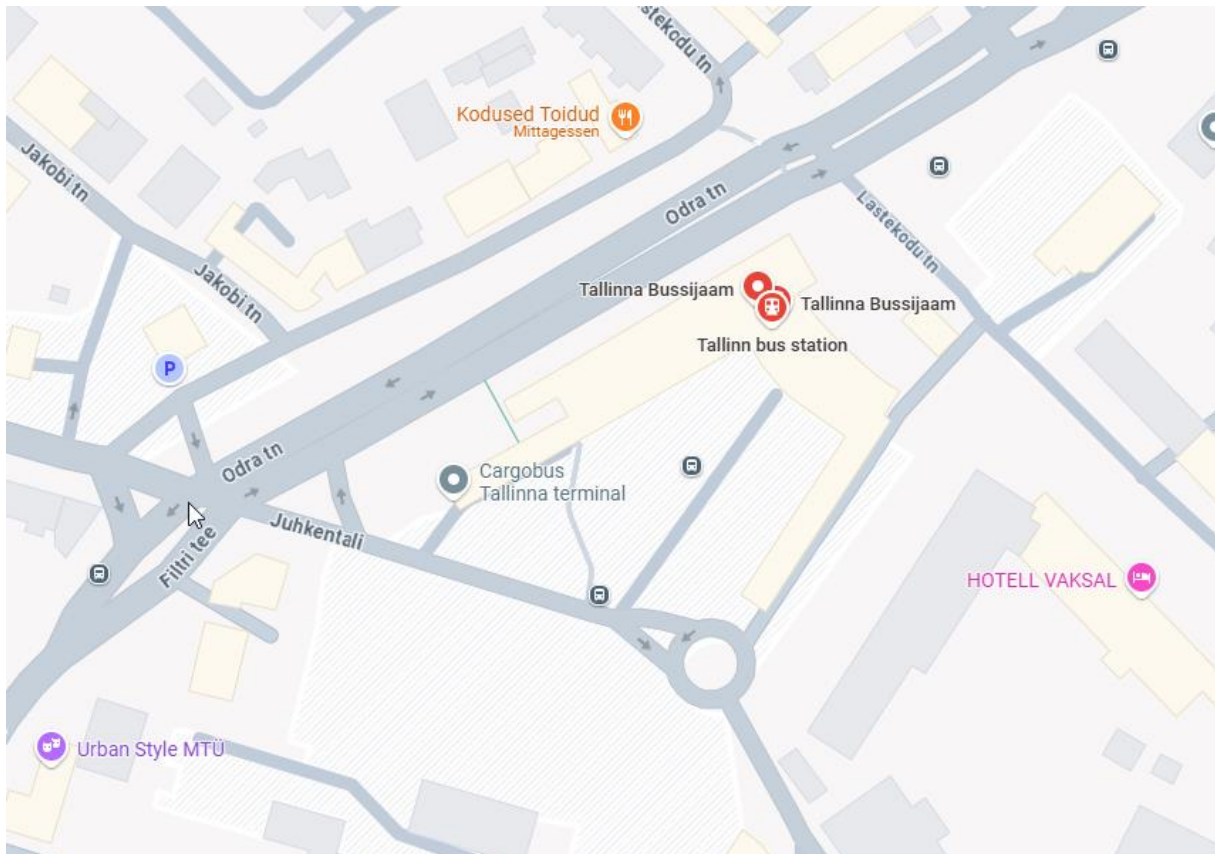 stekodu tn
Kodused Toidud
Mittagessen
Jakobi tn
Odra tn
Lastekodu tn
Jakobi tn
Tallinna Bussijaam
Tallinna Bussijaam
Tallinn bus station
P
Odra tn
Cargobus
Tallinna terminal
Juhkentali
Filtri tee
HOTELL VAKSAL
Urban Style MTÜ